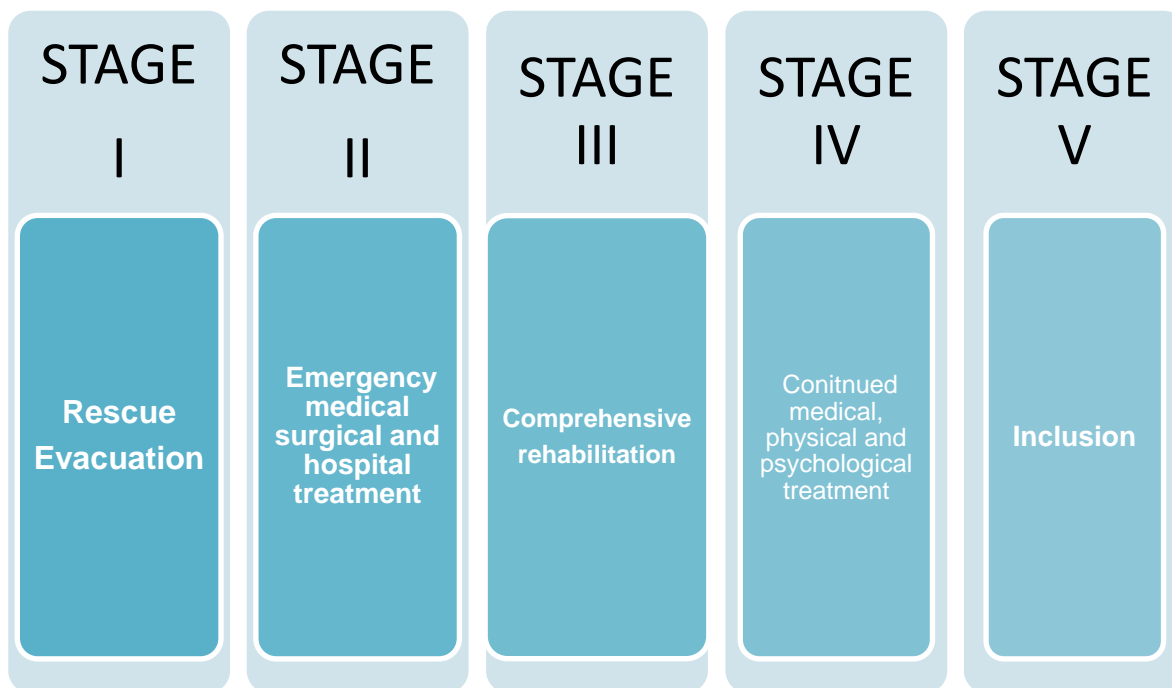 STAGE
I
Rescue
Evacuation
STAGE
II
Emergency
medical
surgical and
hospital
treatment
STAGE
III
Comprehensive
rehabilitation
STAGE
IV
Conitnued
medical,
physical and
psychological
treatment
STAGE
V
Inclusion